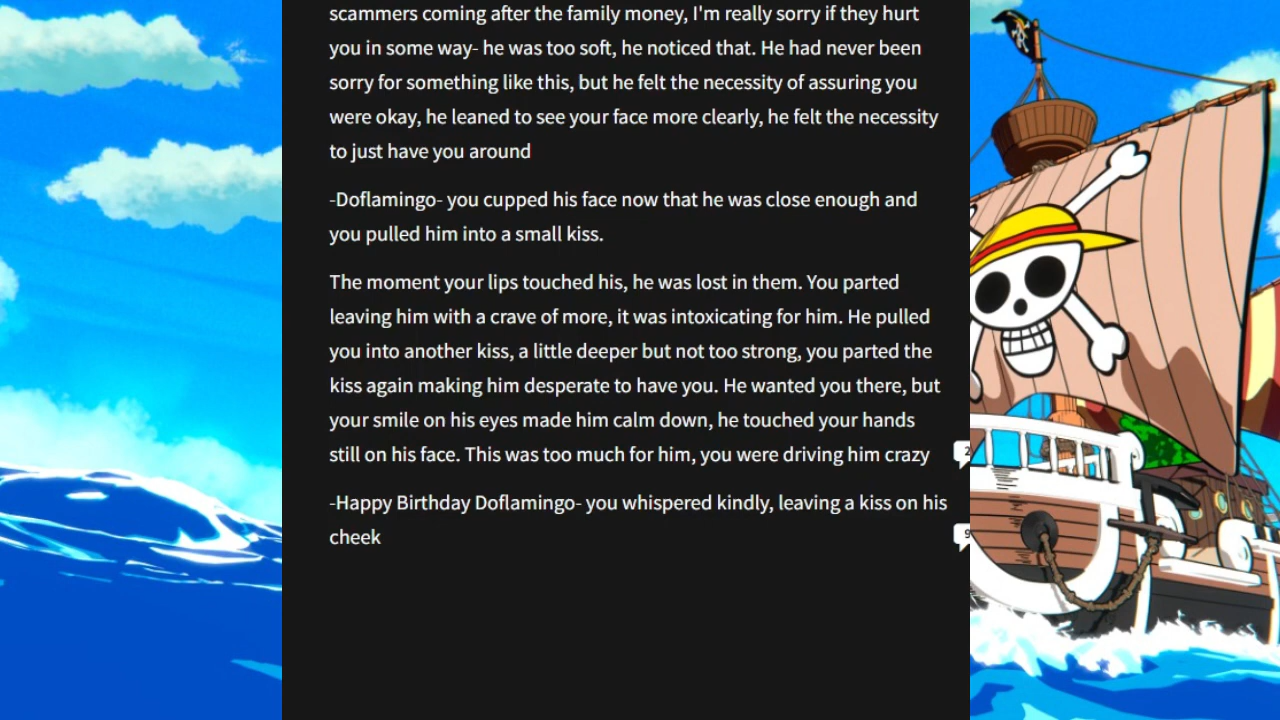 scammers coming after the family money, I'm really sorry if they hurt
you in some way- he was too soft, he noticed that. He had never been
sorry for something like this, but he felt the necessity of assuring you
were okay, he leaned to see your face more clearly, he felt the necessity
to just have you around
-Doflamingo- you cupped his face now that he was close enough and
you pulled him into a small kiss.
The moment your lips touched his, he was lost in them. You parted
leaving him with a crave of more, it was intoxicating for him. He pulled
you into another kiss, a little deeper but not too strong, you parted the
kiss again making him desperate to have you. He wanted you there, but
your smile on his eyes made him calm down, he touched your hands
still on his face. This was too much for him, you were driving him crazy
2
-Happy Birthday Doflamingo- you whispered kindly, leaving a kiss on his
cheek
9